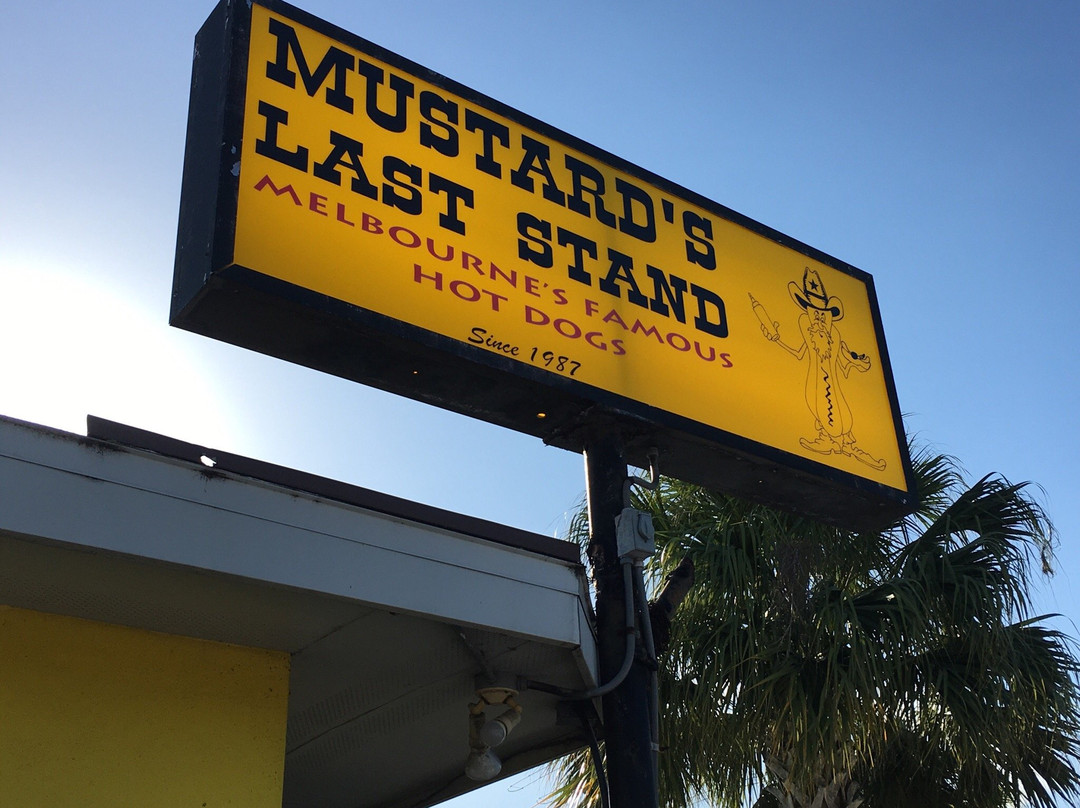 MUSTARD'S
LAST STAND
MELBOURNE'S FAMOUS
HOT DOGS
Since 1987